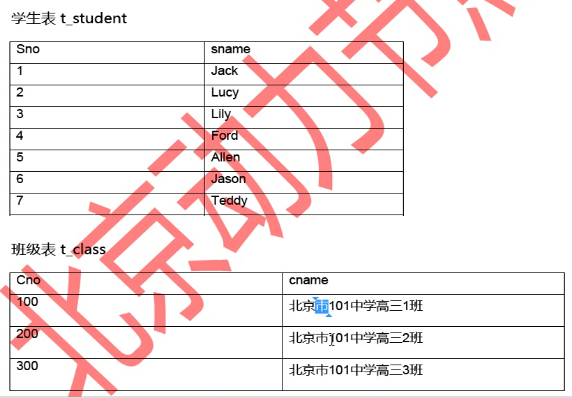 学生表 t_student
Sno sname
1 Jack
2 Lucy
3 Lily
4 Ford
5 Allen
6 Jason
7 Teddy
班级表 t_class
Cno cname
100 北京市101中学高三1班
200 北京市101中学高三2班
300 北京市101中学高三3班
北京动力节